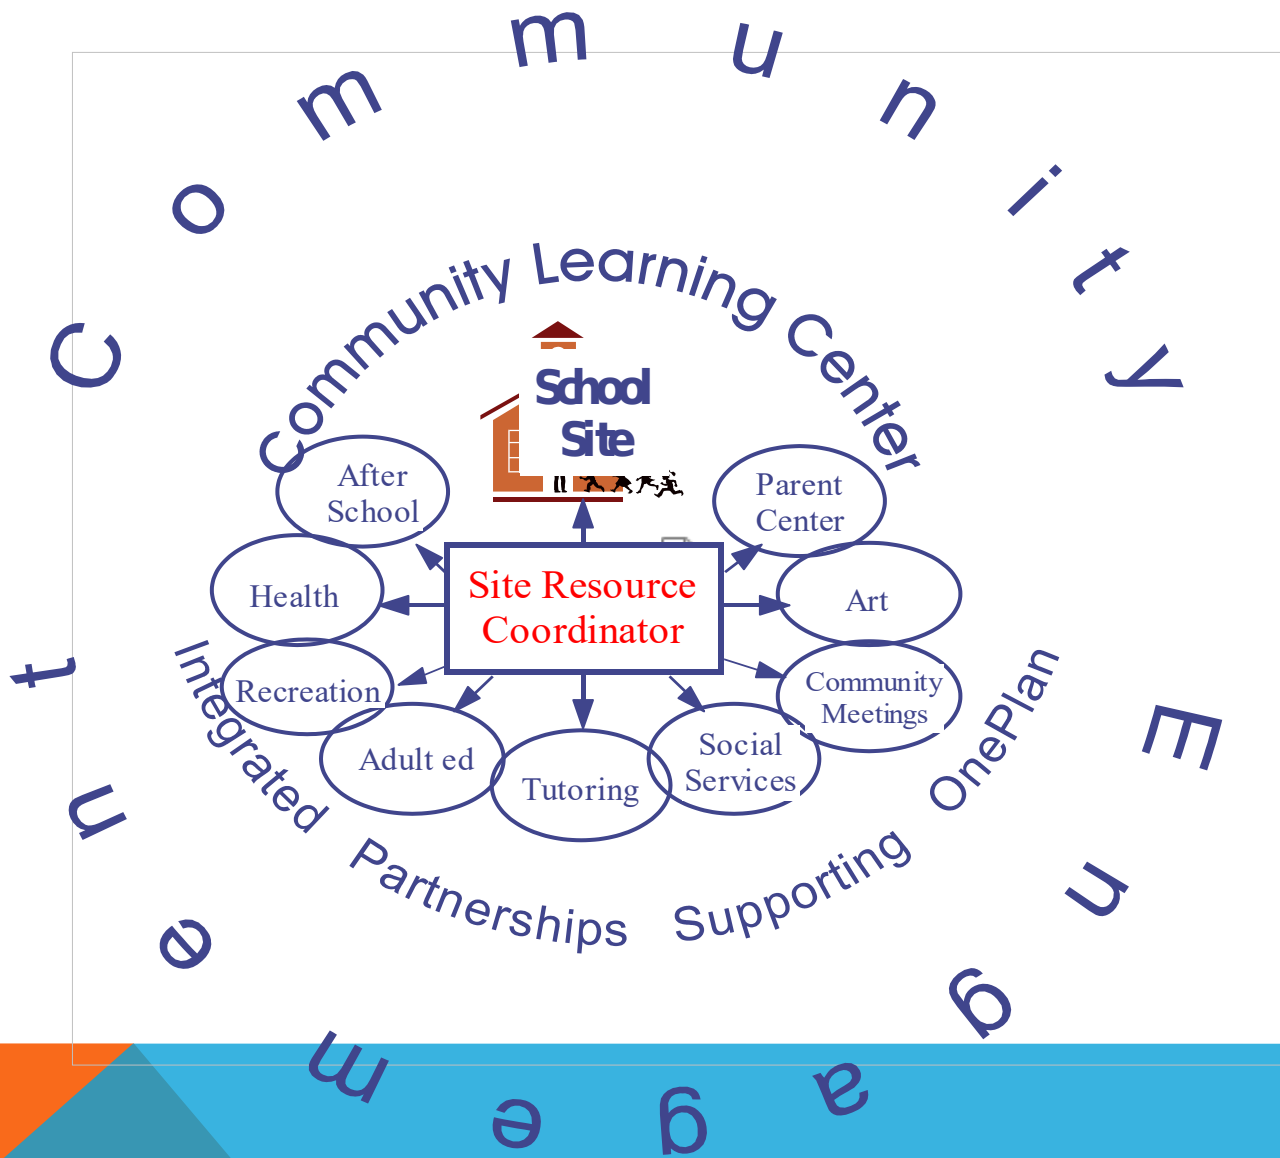 Community Engagement
Community Learning Center
School
Site
After
School
Parent
Center
Health
Site Resource
Coordinator
Art
Recreation
Community
Meetings
Adult ed
Tutoring
Social
Services
Integrated Partnerships Supporting OnePlan